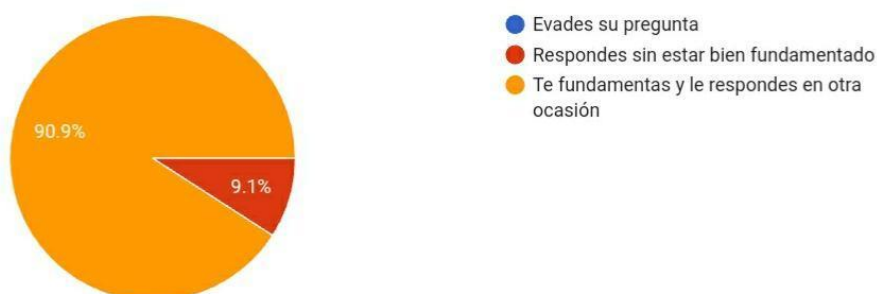 Evades su pregunta
Respondes sin estar bien fundamentado
Te fundamentas y le respondes en otra
ocasión
90.9%
9.1%